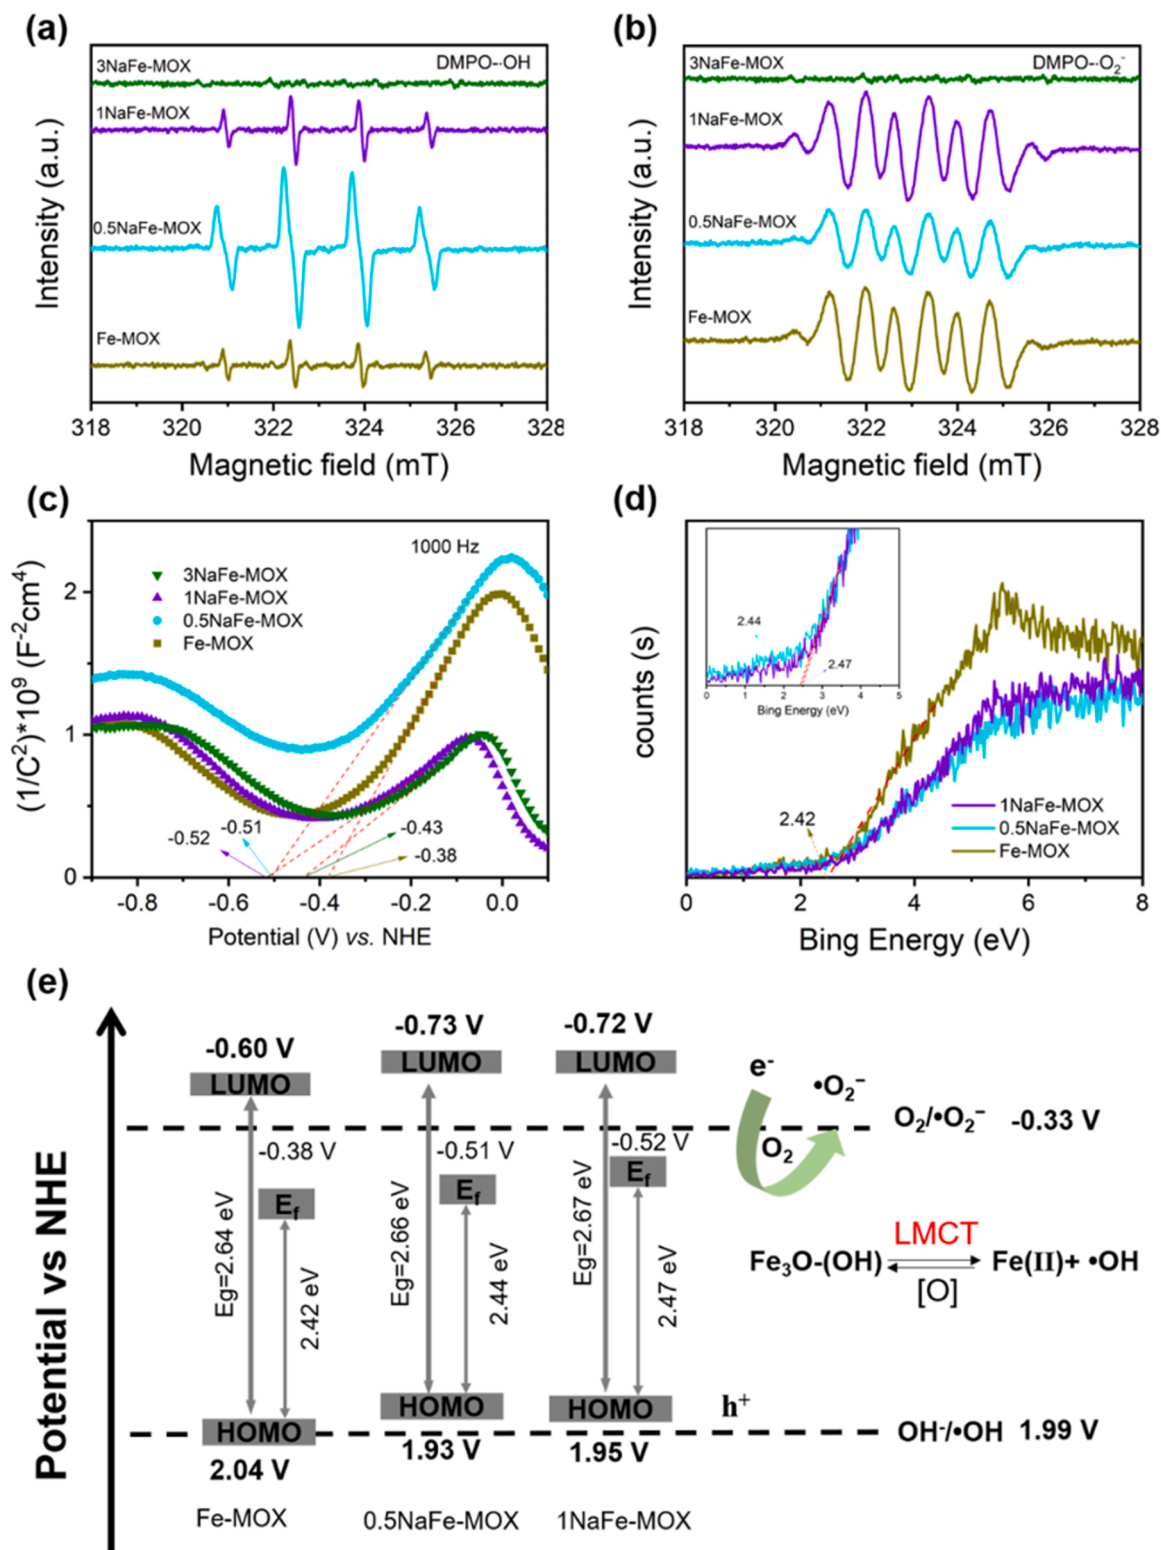 (a)
DMPO-·OH
3NaFe-MOX
1NaFe-MOX
0.5NaFe-MOX
Fe-MOX
Intensity (a.u.)
318 320 322 324 326 328
Magnetic field (mT)
(b)
DMPO-·O₂⁻
3NaFe-MOX
1NaFe-MOX
0.5NaFe-MOX
Fe-MOX
Intensity (a.u.)
318 320 322 324 326 328
Magnetic field (mT)
(c)
1000 Hz
3NaFe-MOX
1NaFe-MOX
0.5NaFe-MOX
Fe-MOX
(1/C²)*10⁹ (F⁻²cm⁴)
2
1
0
-0.52
-0.51
-0.43
-0.38
-0.8 -0.6 -0.4 -0.2 0.0
Potential (V) vs. NHE
(d)
counts (s)
2.44
2.47
0 1 2 3 4 5
Bing Energy (eV)
2.42
1NaFe-MOX
0.5NaFe-MOX
Fe-MOX
0 2 4 6 8
Bing Energy (eV)
(e)
Potential vs NHE
-0.60 V
LUMO
-0.38 V
Ef
Eg=2.64 eV
2.42 eV
HOMO
2.04 V
Fe-MOX
-0.73 V
LUMO
-0.51 V
Ef
Eg=2.66 eV
2.44 eV
HOMO
1.93 V
0.5NaFe-MOX
-0.72 V
LUMO
-0.52 V
Ef
Eg=2.67 eV
2.47 eV
HOMO
1.95 V
1NaFe-MOX
e⁻
•O₂⁻
O₂
O₂/•O₂⁻ -0.33 V
LMCT
Fe₃O-(OH) Fe(II)+ •OH
[O]
h⁺
OH⁻/•OH 1.99 V